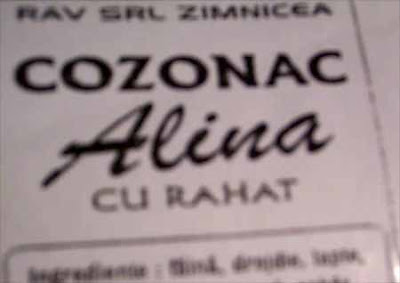 RAV SRL ZIMNICEA
COZONAC
Alina
CU RAHAT
Ingrediente : făină, drojdie, lapte,